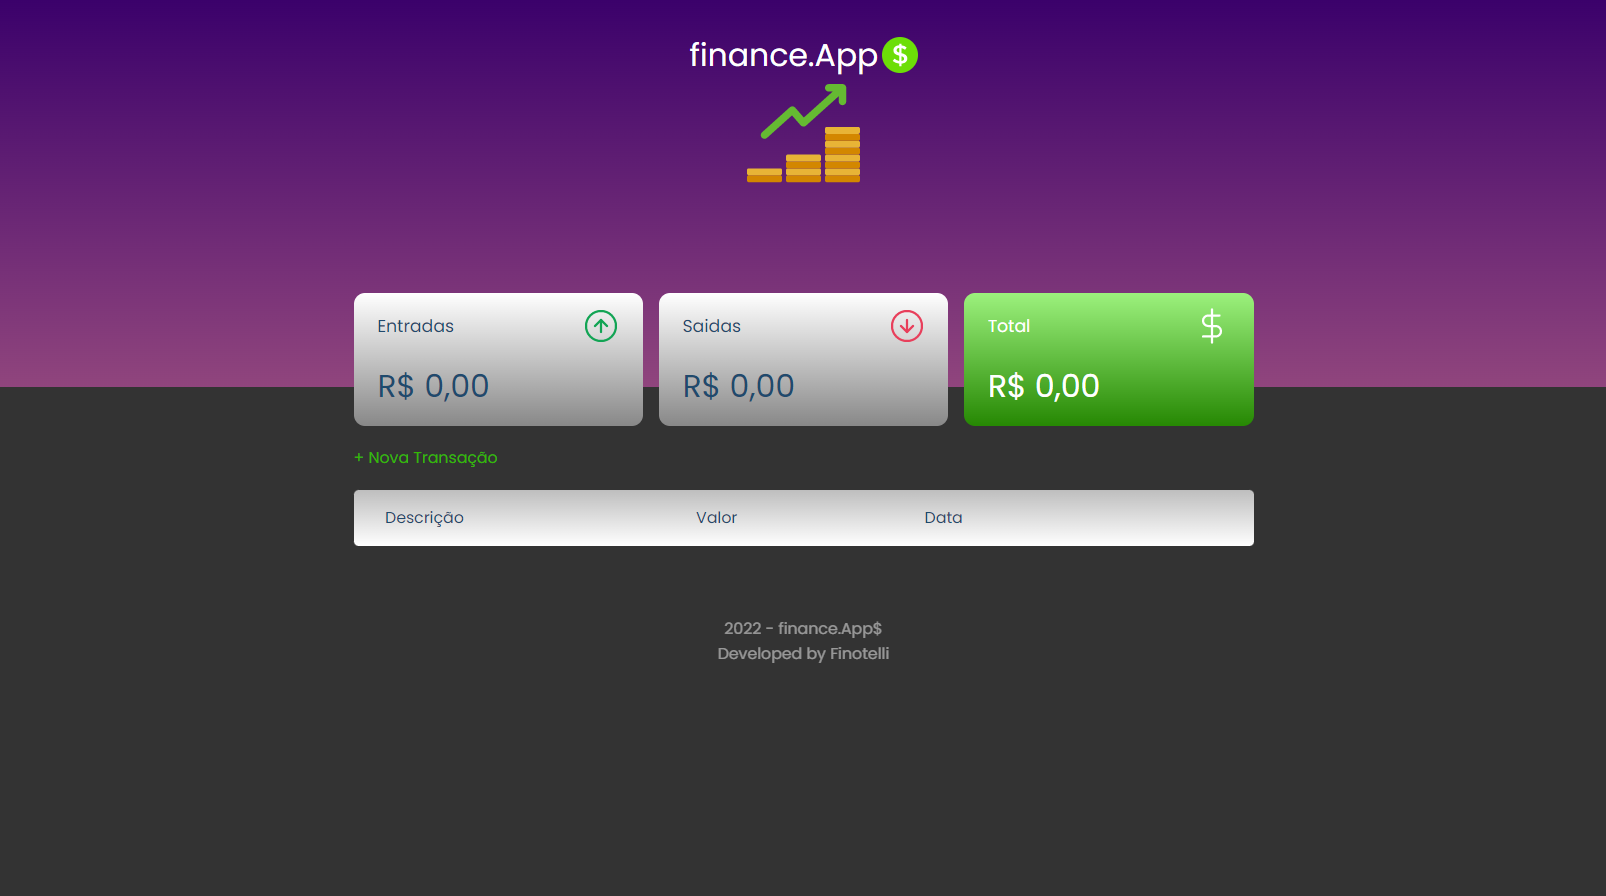 finance.App$
Entradas
R$ 0,00
Saidas
R$ 0,00
Total
$
R$ 0,00
+ Nova Transação
Descrição Valor Data
2022 - finance.App$
Developed by Finotelli